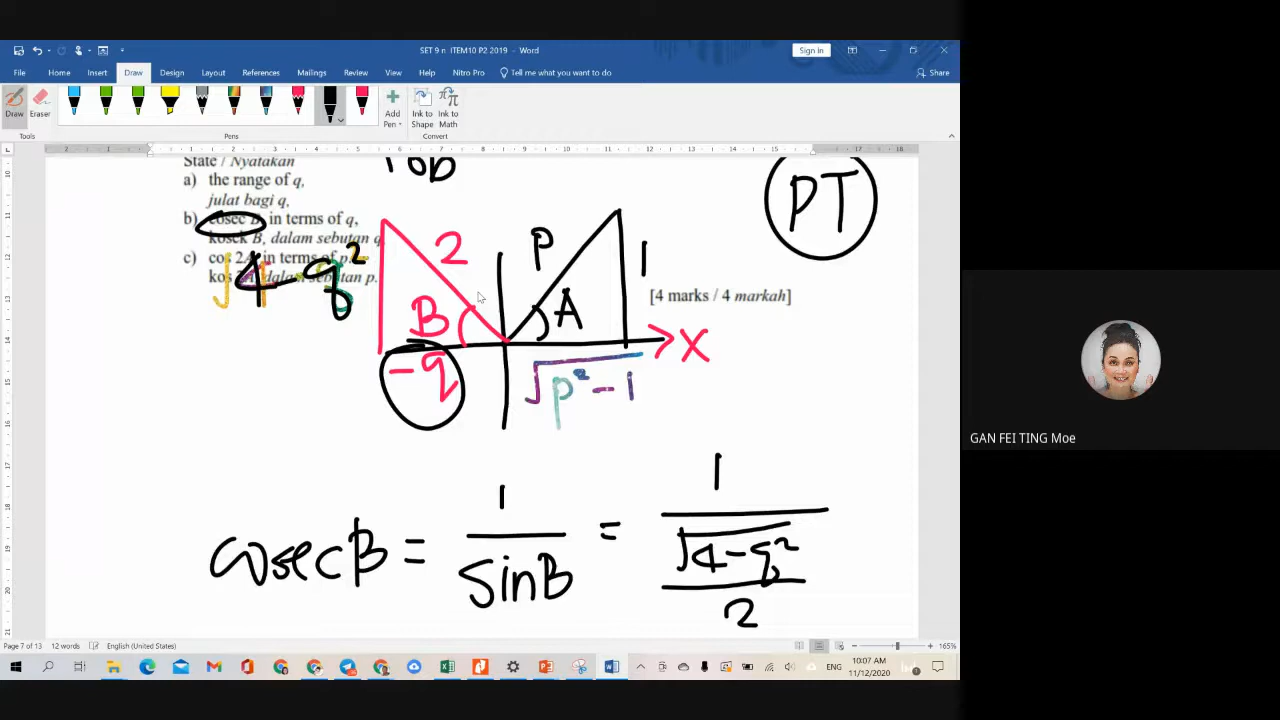 SET 9 n ITEM10 P2 2019 - Word
Sign in
File Home Insert Draw Design Layout References Mailings Review View Help Nitro Pro Tell me what you want to do Share
Draw Eraser Add Pen Ink to Shape Ink to Math
Tools Pens Convert
State / Nyatakan
a) the range of q,
julat bagi q,
b) cosec B, in terms of q,
kosek B, dalam sebutan q
c) cos 2A, in terms of p.
kos 2A, dalam sebutan p.
[4 marks / 4 markah]
PT
√4-q²
2
B
-q
P
1
A
X
√p²-1
cosec B = 1/sin B = 1/(√4-q²/2)
GAN FEI TING Moe
Page 7 of 13 12 words English (United States) 165%
ENG
10:07 AM
11/12/2020